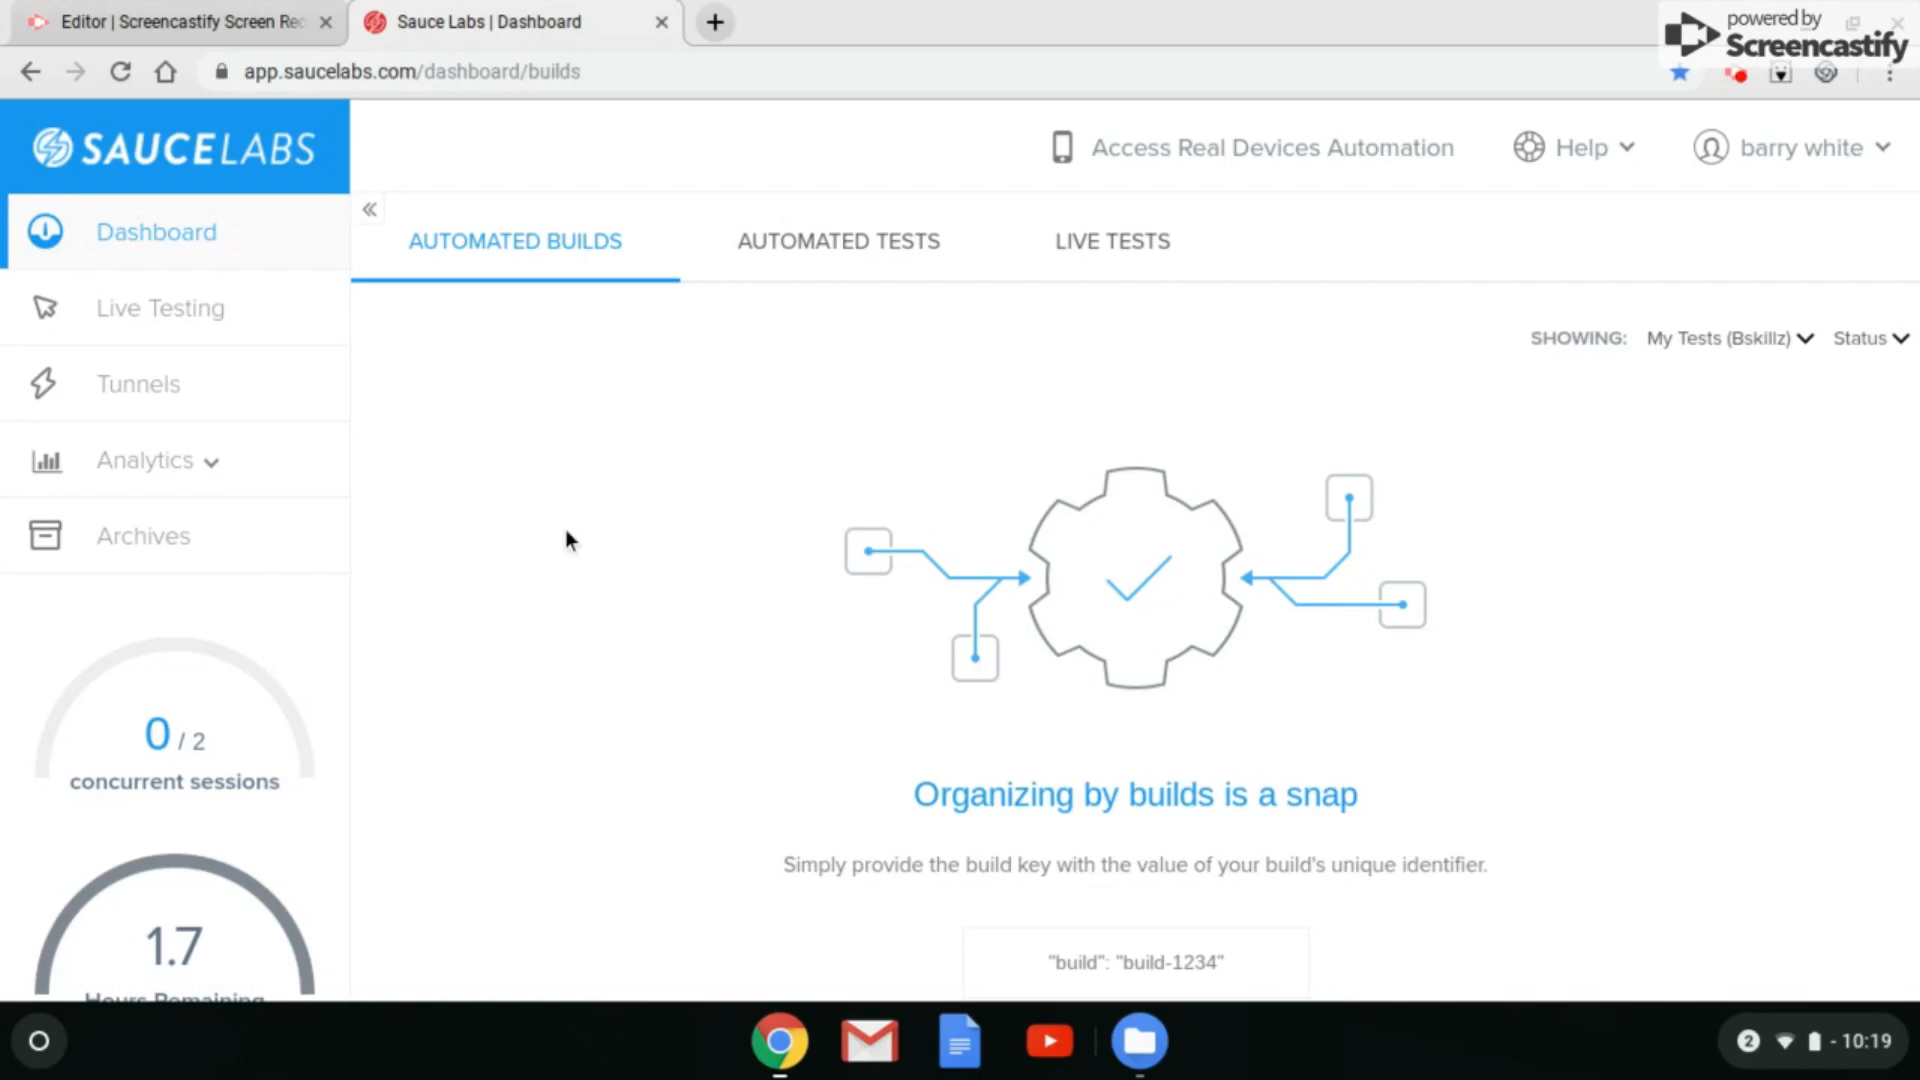 Editor | Screencastify Screen Rec
Sauce Labs | Dashboard
powered by
Screencastify
app.saucelabs.com/dashboard/builds
SAUCELABS
Access Real Devices Automation
Help
barry white
Dashboard
AUTOMATED BUILDS
AUTOMATED TESTS
LIVE TESTS
Live Testing
SHOWING:
My Tests (Bskillz)
Status
Tunnels
Analytics
Archives
0 / 2
concurrent sessions
Organizing by builds is a snap
Simply provide the build key with the value of your build's unique identifier.
1.7
Hours Remaining
"build": "build-1234"
2
- 10:19